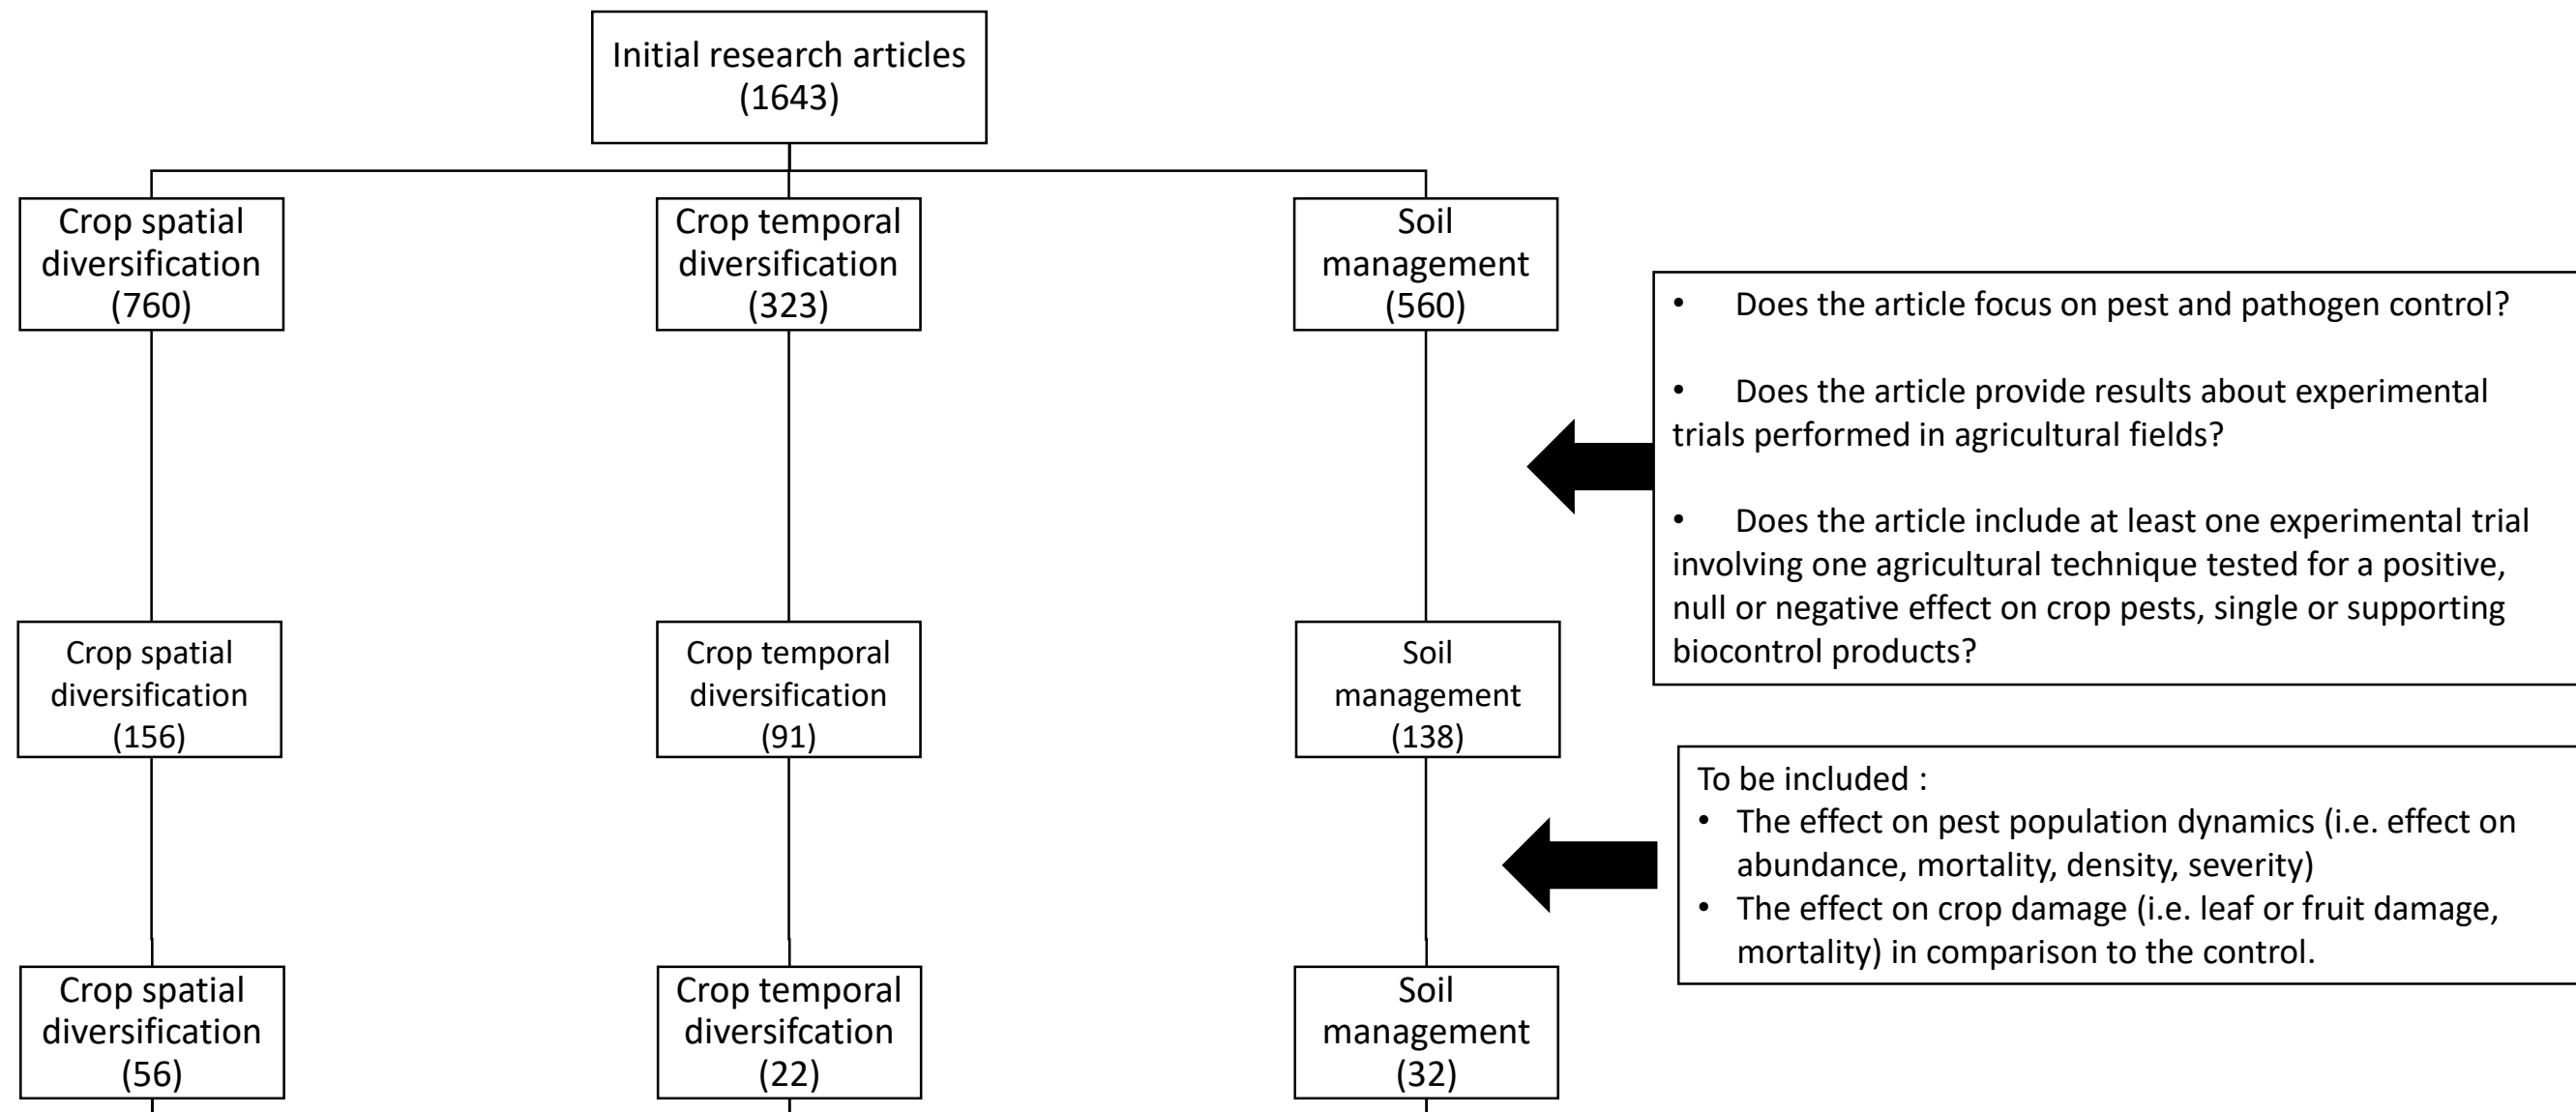 Initial research articles
(1643)
Crop spatial
diversification
(760)
Crop temporal
diversification
(323)
Soil
management
(560)
• Does the article focus on pest and pathogen control?
• Does the article provide results about experimental
trials performed in agricultural fields?
• Does the article include at least one experimental trial
involving one agricultural technique tested for a positive,
null or negative effect on crop pests, single or supporting
biocontrol products?
Crop spatial
diversification
(156)
Crop temporal
diversification
(91)
Soil
management
(138)
To be included :
• The effect on pest population dynamics (i.e. effect on
abundance, mortality, density, severity)
• The effect on crop damage (i.e. leaf or fruit damage,
mortality) in comparison to the control.
Crop spatial
diversification
(56)
Crop temporal
diversifcation
(22)
Soil
management
(32)